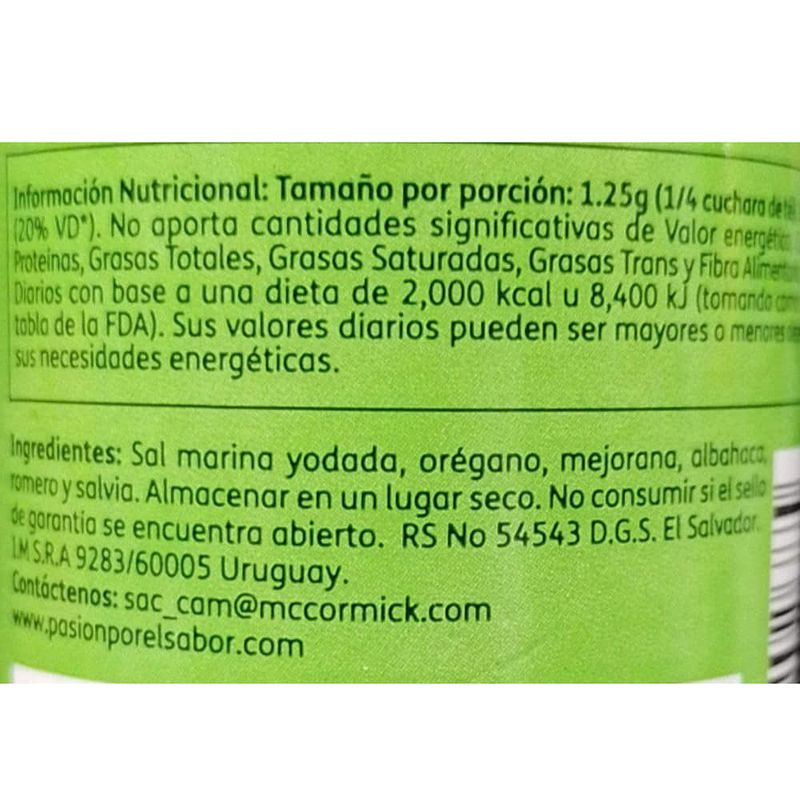 Información Nutricional: Tamaño por porción: 1.25g (1/4 cuchara de
(20% VD*). No aporta cantidades significativas de Valor
Proteínas, Grasas Totales, Grasas Saturadas, Grasas Trans y Fibra
Diarios con base a una dieta de 2,000 kcal u 8,400 kJ (tomando
tabla de la FDA). Sus valores diarios pueden ser mayores o menores
sus necesidades energéticas.
Ingredientes: Sal marina yodada, orégano, mejorana, albahaca,
romero y salvia. Almacenar en un lugar seco. No consumir si el sello
de garantía se encuentra abierto. RS No 54543 D.G.S. El Salvador.
I.M S.R.A 9283/60005 Uruguay.
Contáctenos: sac_cam@mccormick.com
www.pasionporelsabor.com